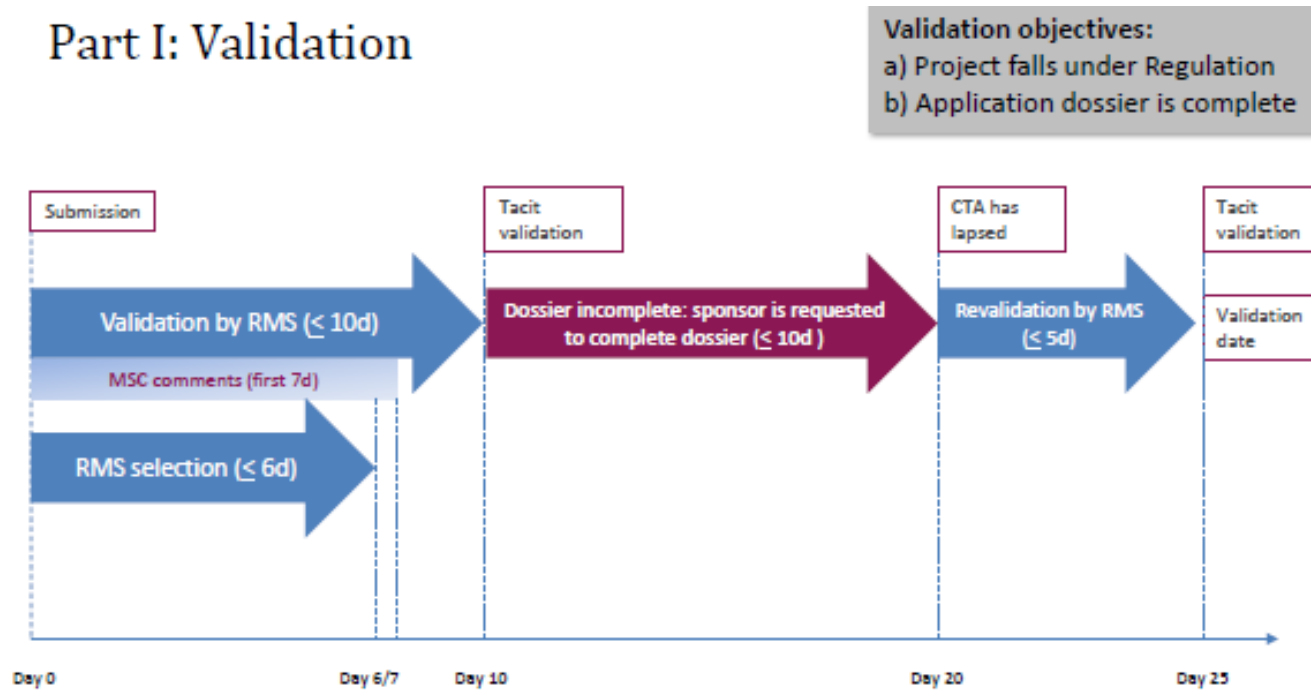 Part I: Validation
Validation objectives:
a) Project falls under Regulation
b) Application dossier is complete
Submission
Tacit
validation
CTA has
lapsed
Tacit
validation
Validation by RMS (≤ 10d)
Dossier incomplete: sponsor is requested
to complete dossier (≤ 10d )
Revalidation by RMS
(≤ 5d)
Validation
date
MSC comments (first 7d)
RMS selection (≤ 6d)
Day 0
Day 6/7
Day 10
Day 20
Day 25